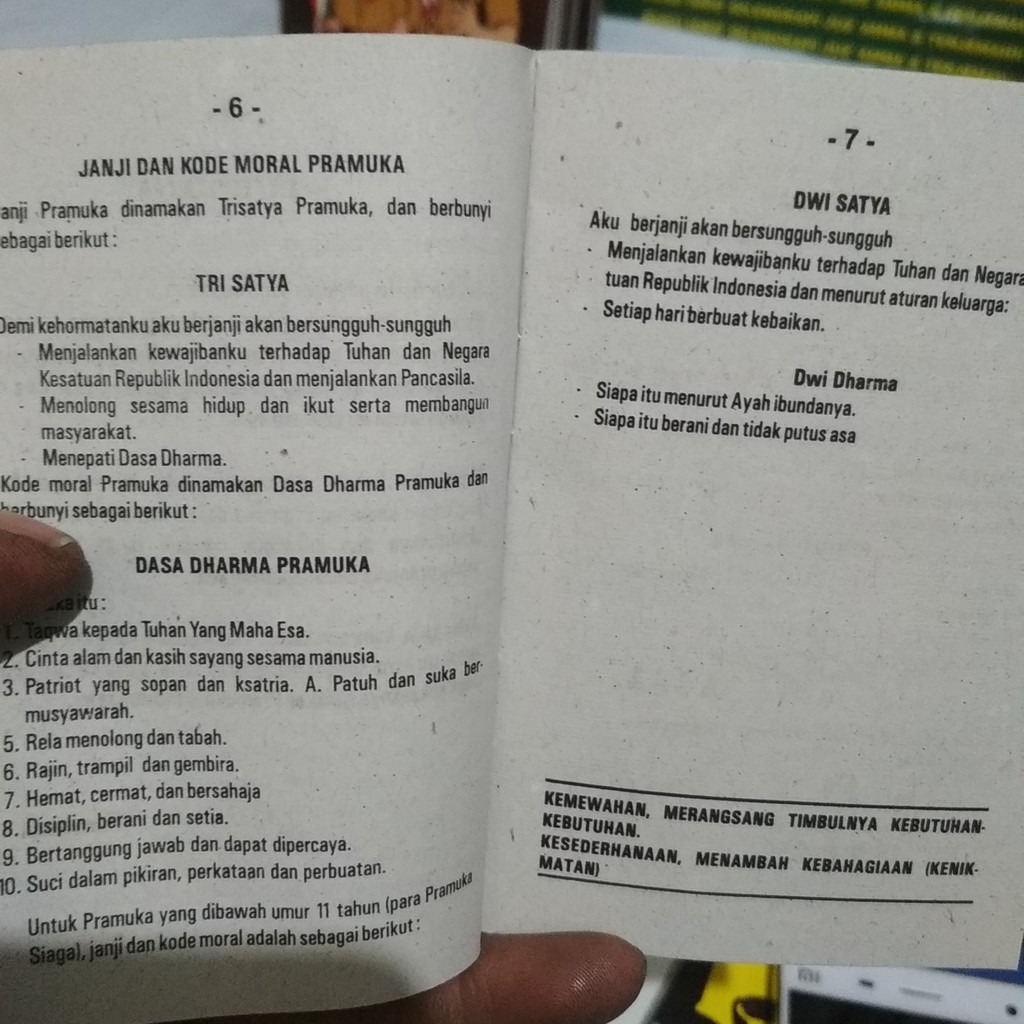 - 6 -
JANJI DAN KODE MORAL PRAMUKA
anji Pramuka dinamakan Trisatya Pramuka, dan berbunyi
ebagai berikut :
TRI SATYA
Demi kehormatanku aku berjanji akan bersungguh-sungguh
- Menjalankan kewajibanku terhadap Tuhan dan Negara
Kesatuan Republik Indonesia dan menjalankan Pancasila.
- Menolong sesama hidup dan ikut serta membangun
masyarakat.
- Menepati Dasa Dharma.
Kode moral Pramuka dinamakan Dasa Dharma Pramuka dan
berbunyi sebagai berikut :
DASA DHARMA PRAMUKA
ka itu :
1. Taqwa kepada Tuhan Yang Maha Esa.
2. Cinta alam dan kasih sayang sesama manusia.
3. Patriot yang sopan dan ksatria. A. Patuh dan suka ber-
musyawarah.
5. Rela menolong dan tabah.
6. Rajin, trampil dan gembira.
7. Hemat, cermat, dan bersahaja
8. Disiplin, berani dan setia.
9. Bertanggung jawab dan dapat dipercaya.
10. Suci dalam pikiran, perkataan dan perbuatan.
Untuk Pramuka yang dibawah umur 11 tahun (para Pramuka
Siaga), janji dan kode moral adalah sebagai berikut :
- 7 -
DWI SATYA
Aku berjanji akan bersungguh-sungguh
- Menjalankan kewajibanku terhadap Tuhan dan Negara
tuan Republik Indonesia dan menurut aturan keluarga:
- Setiap hari berbuat kebaikan.
Dwi Dharma
- Siapa itu menurut Ayah ibundanya.
- Siapa itu berani dan tidak putus asa
KEMEWAHAN, MERANGSANG TIMBULNYA KEBUTUHAN-
KEBUTUHAN.
KESEDERHANAAN, MENAMBAH KEBAHAGIAAN (KENIK-
MATAN)
mi